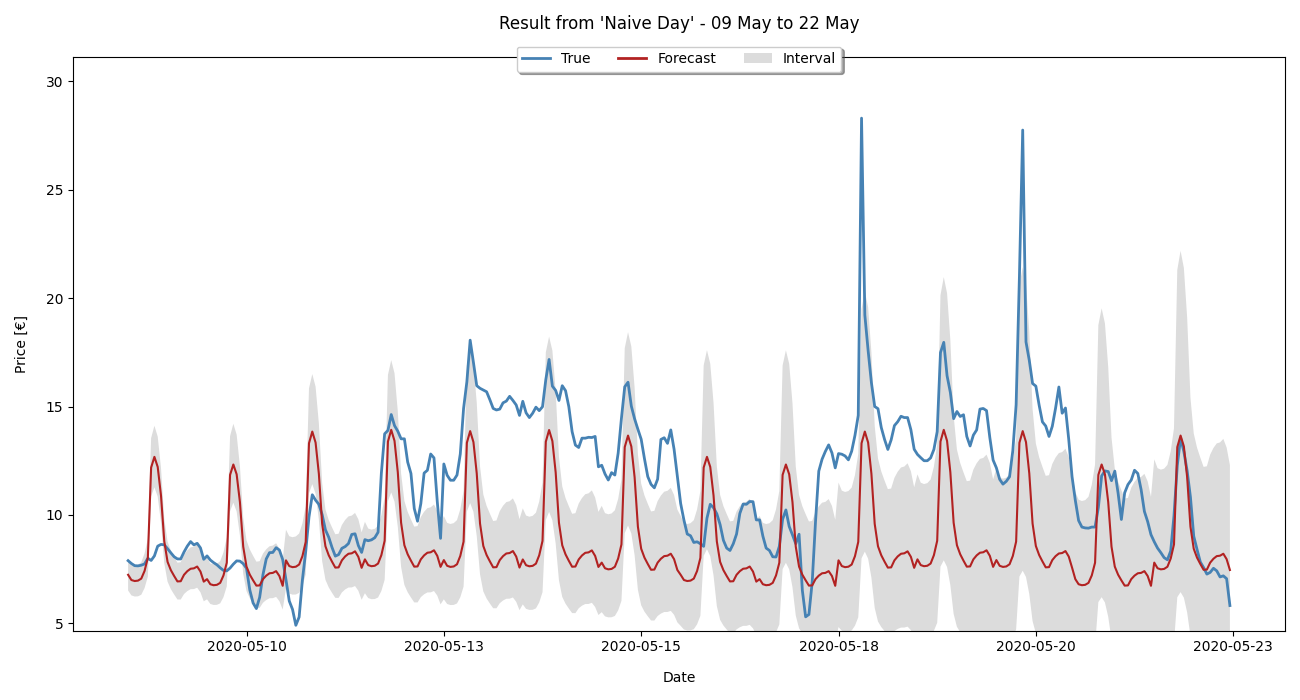 Result from 'Naive Day' - 09 May to 22 May
True Forecast Interval
30
25
20
15
10
5
Price [€]
2020-05-10 2020-05-13 2020-05-15 2020-05-18 2020-05-20 2020-05-23
Date